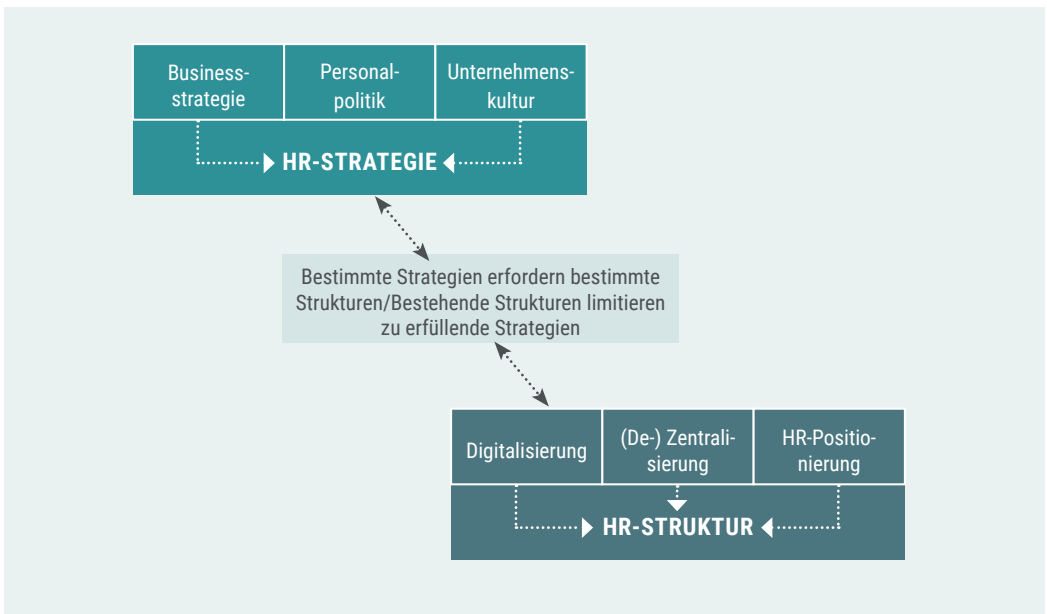 Business-
strategie
Personal-
politik
Unternehmens-
kultur
HR-STRATEGIE
Bestimmte Strategien erfordern bestimmte
Strukturen/Bestehende Strukturen limitieren
zu erfüllende Strategien
Digitalisierung
(De-) Zentrali-
sierung
HR-Positio-
nierung
HR-STRUKTUR